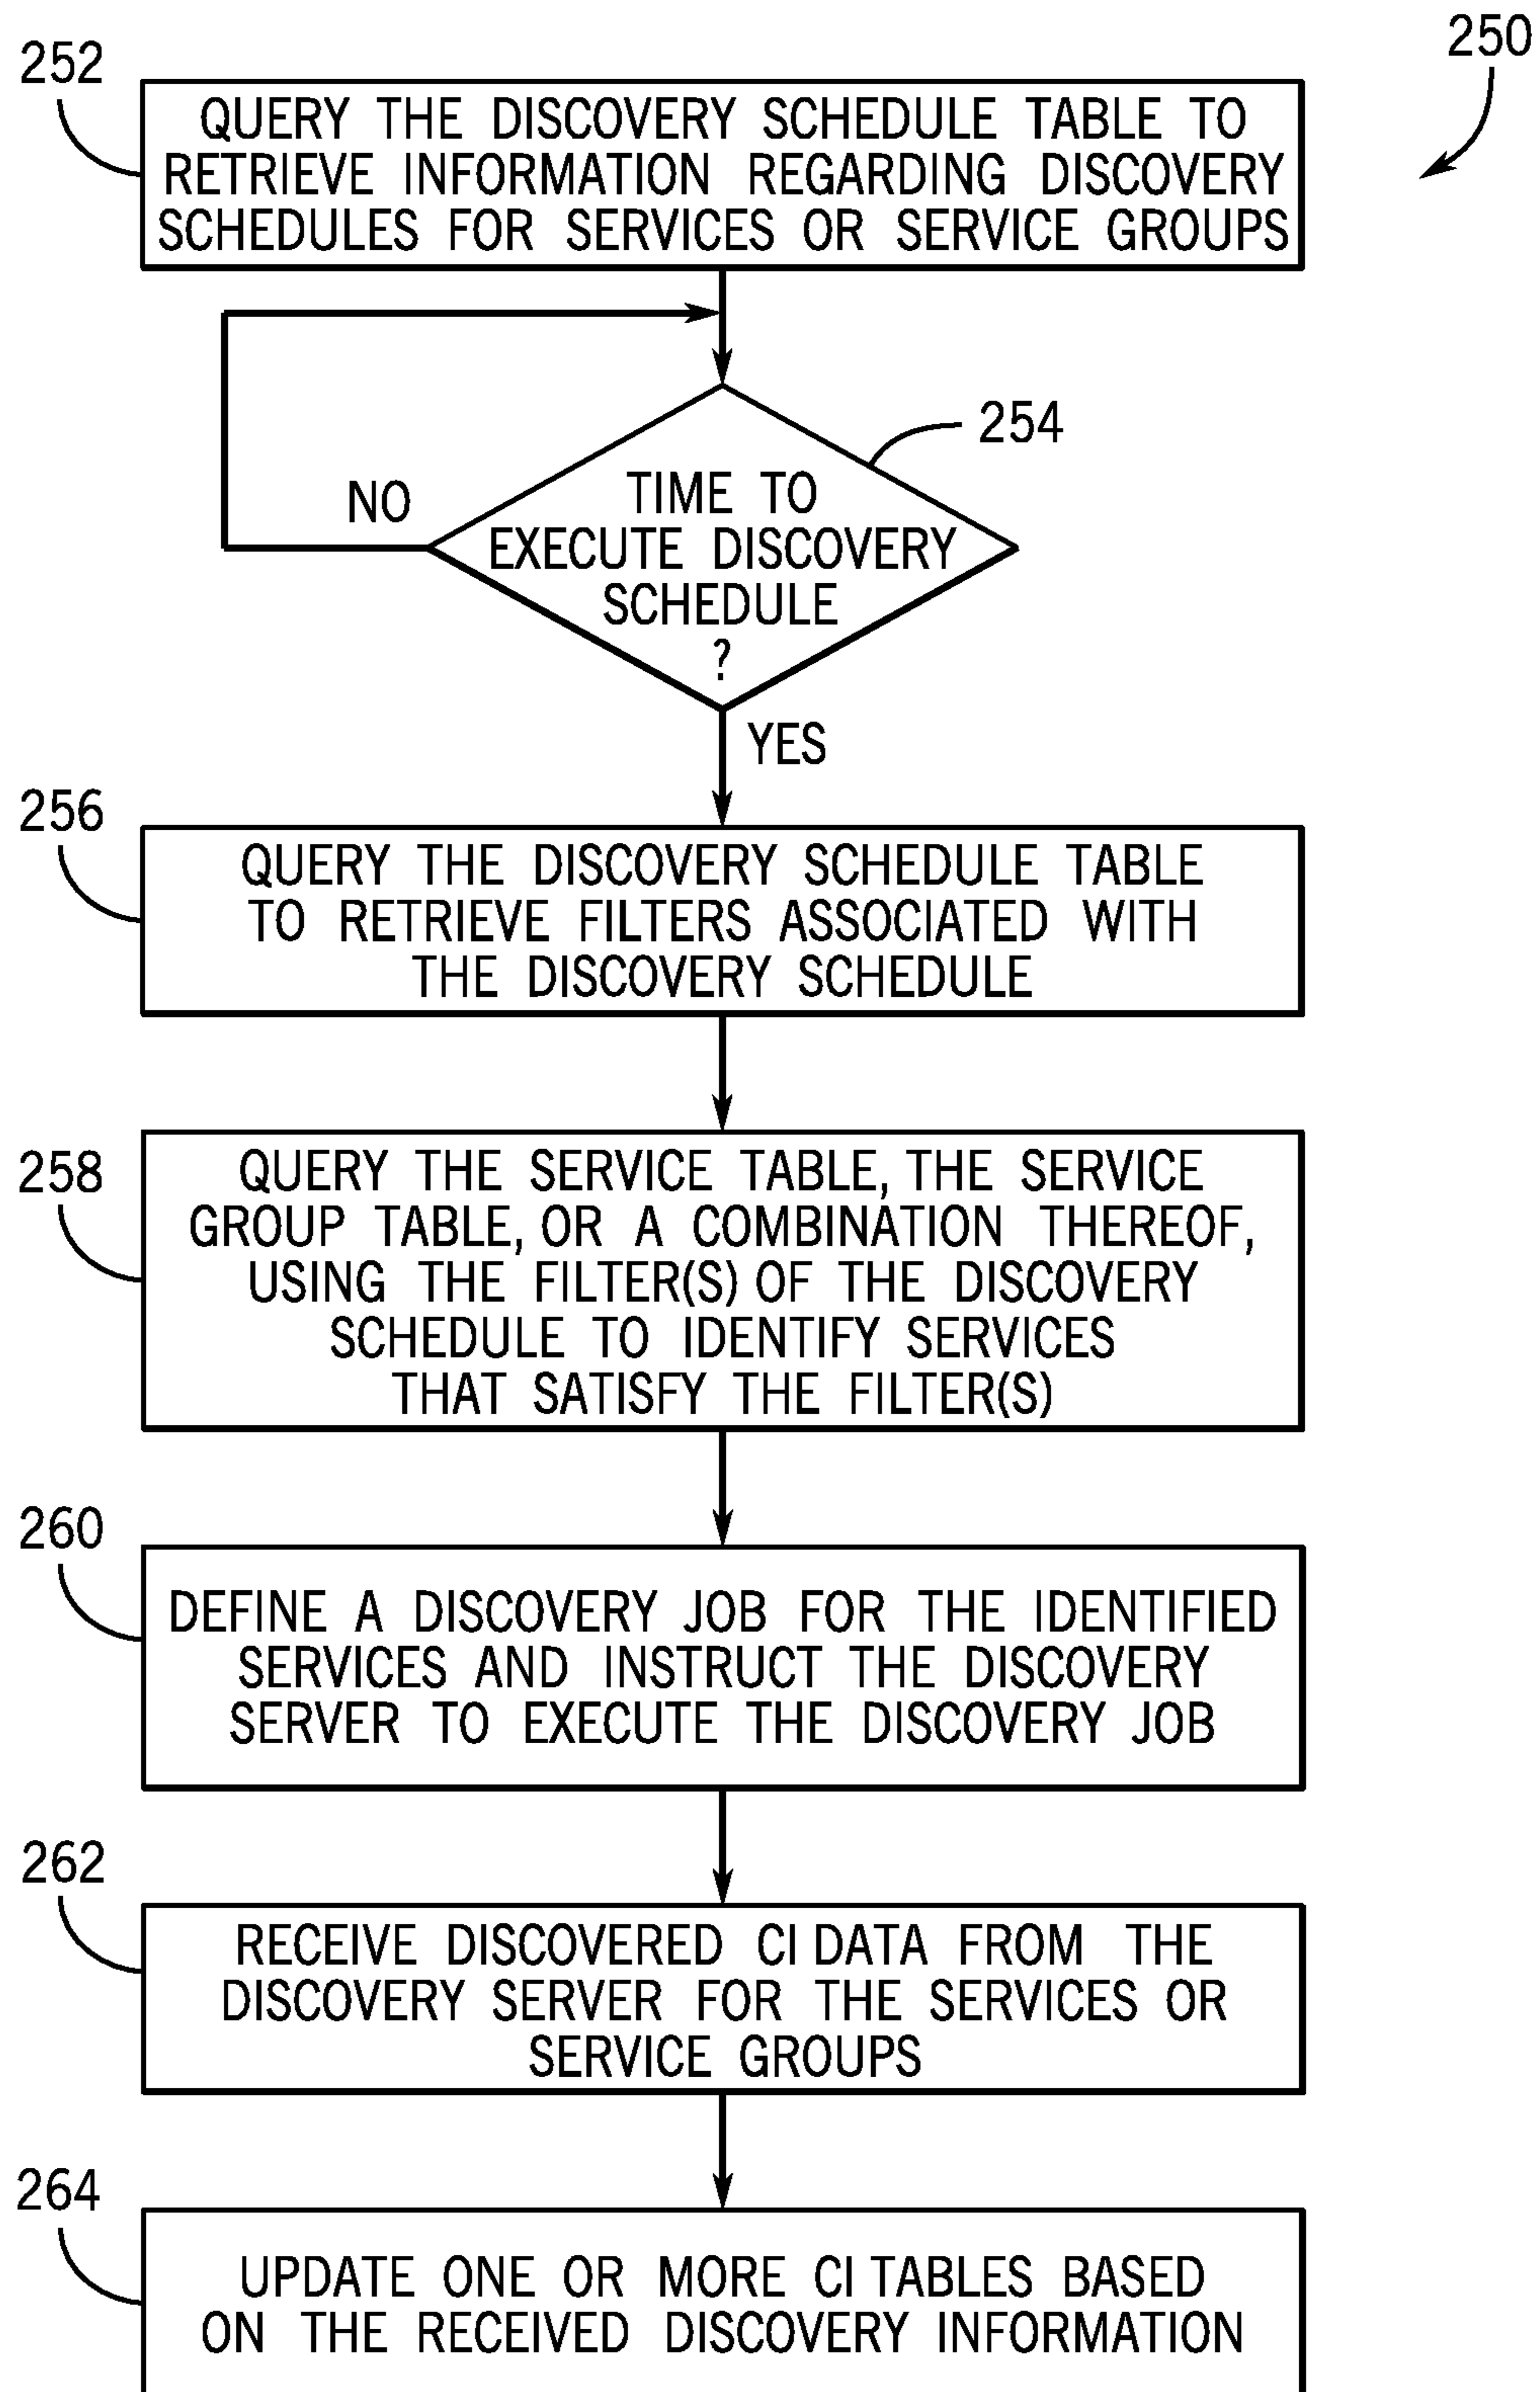 250
252
QUERY THE DISCOVERY SCHEDULE TABLE TO
RETRIEVE INFORMATION REGARDING DISCOVERY
SCHEDULES FOR SERVICES OR SERVICE GROUPS
254
TIME TO
EXECUTE DISCOVERY
SCHEDULE
?
NO
YES
256
QUERY THE DISCOVERY SCHEDULE TABLE
TO RETRIEVE FILTERS ASSOCIATED WITH
THE DISCOVERY SCHEDULE
258
QUERY THE SERVICE TABLE, THE SERVICE
GROUP TABLE, OR A COMBINATION THEREOF,
USING THE FILTER(S) OF THE DISCOVERY
SCHEDULE TO IDENTIFY SERVICES
THAT SATISFY THE FILTER(S)
260
DEFINE A DISCOVERY JOB FOR THE IDENTIFIED
SERVICES AND INSTRUCT THE DISCOVERY
SERVER TO EXECUTE THE DISCOVERY JOB
262
RECEIVE DISCOVERED CI DATA FROM THE
DISCOVERY SERVER FOR THE SERVICES OR
SERVICE GROUPS
264
UPDATE ONE OR MORE CI TABLES BASED
ON THE RECEIVED DISCOVERY INFORMATION